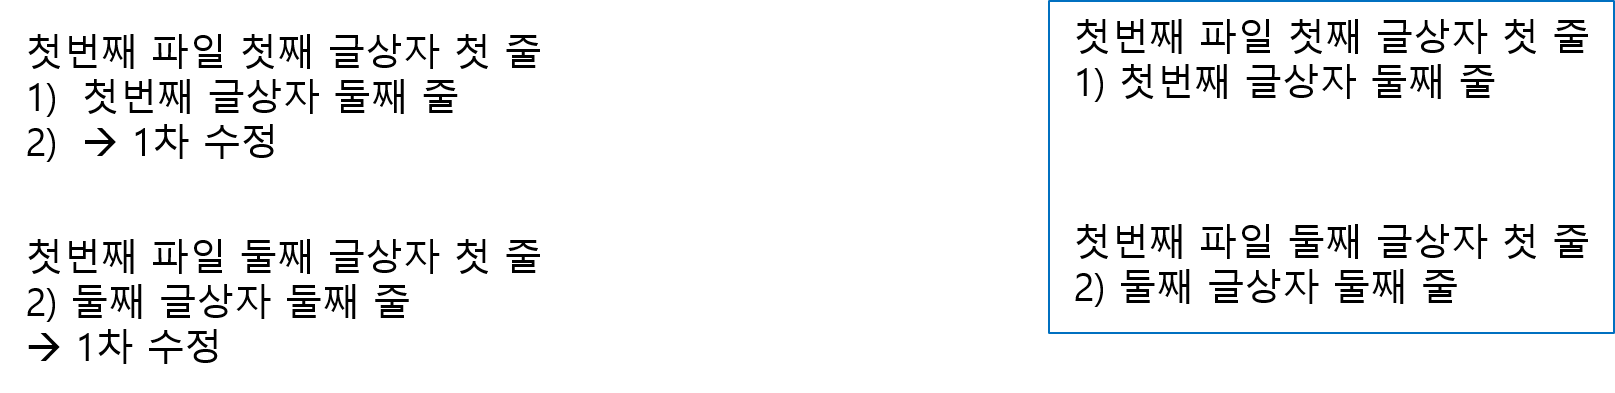 첫번째 파일 첫째 글상자 첫 줄
1) 첫번째 글상자 둘째 줄
2) → 1차 수정
첫번째 파일 둘째 글상자 첫 줄
2) 둘째 글상자 둘째 줄
→ 1차 수정
첫번째 파일 첫째 글상자 첫 줄
1) 첫번째 글상자 둘째 줄
첫번째 파일 둘째 글상자 첫 줄
2) 둘째 글상자 둘째 줄